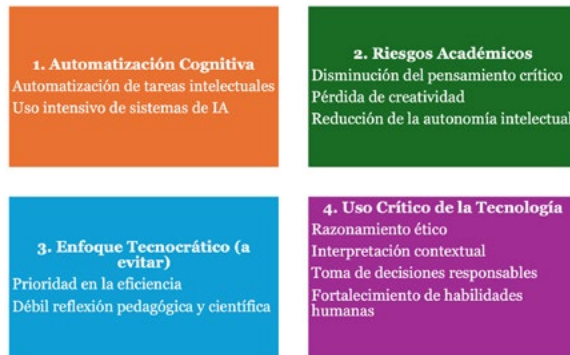 1. Automatización Cognitiva
Automatización de tareas intelectuales
Uso intensivo de sistemas de IA
2. Riesgos Académicos
Disminución del pensamiento crítico
Pérdida de creatividad
Reducción de la autonomía intelectual
3. Enfoque Tecnocrático (a
evitar)
Prioridad en la eficiencia
Débil reflexión pedagógica y científica
4. Uso Crítico de la Tecnología
Razonamiento ético
Interpretación contextual
Toma de decisiones responsables
Fortalecimiento de habilidades
humanas